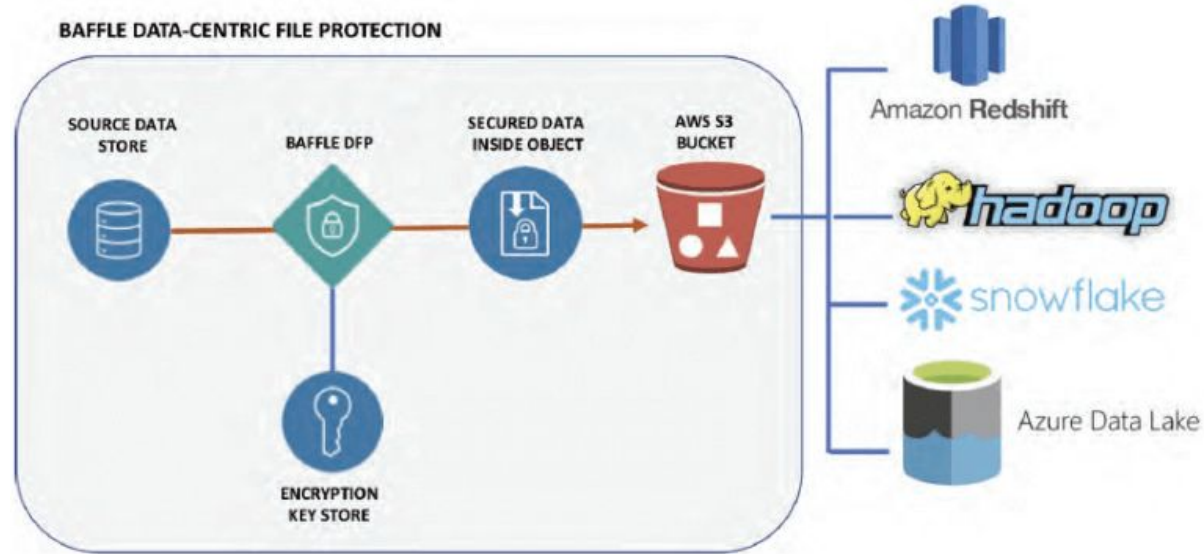 BAFFLE DATA-CENTRIC FILE PROTECTION
SOURCE DATA
STORE
BAFFLE DFP
SECURED DATA
INSIDE OBJECT
AWS S3
BUCKET
ENCRYPTION
KEY STORE
Amazon Redshift
hadoop
snowflake
Azure Data Lake